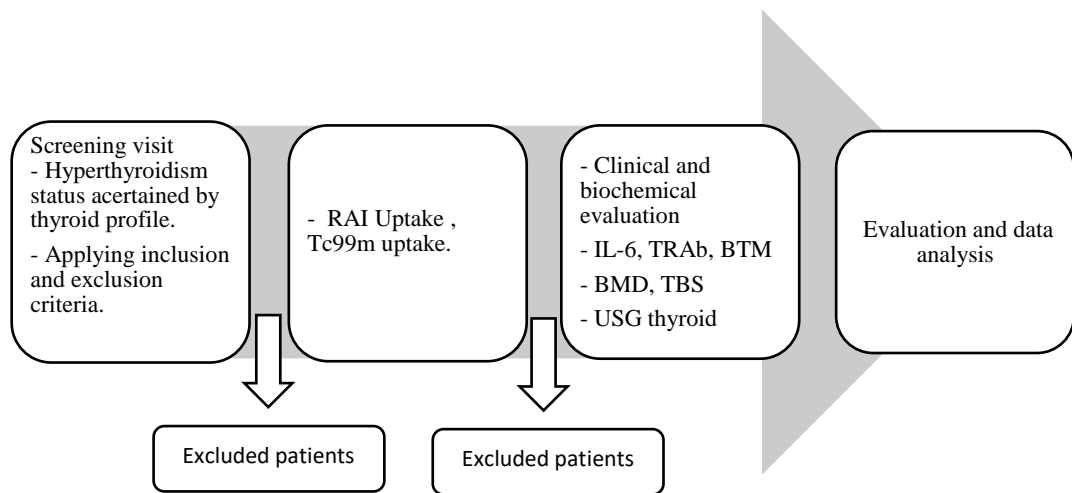 Screening visit
- Hyperthyroidism
status acertained by
thyroid profile.
- Applying inclusion
and exclusion
criteria.
- RAI Uptake ,
Tc99m uptake.
- Clinical and
biochemical
evaluation
- IL-6, TRAb, BTM
- BMD, TBS
- USG thyroid
Evaluation and data
analysis
Excluded patients
Excluded patients